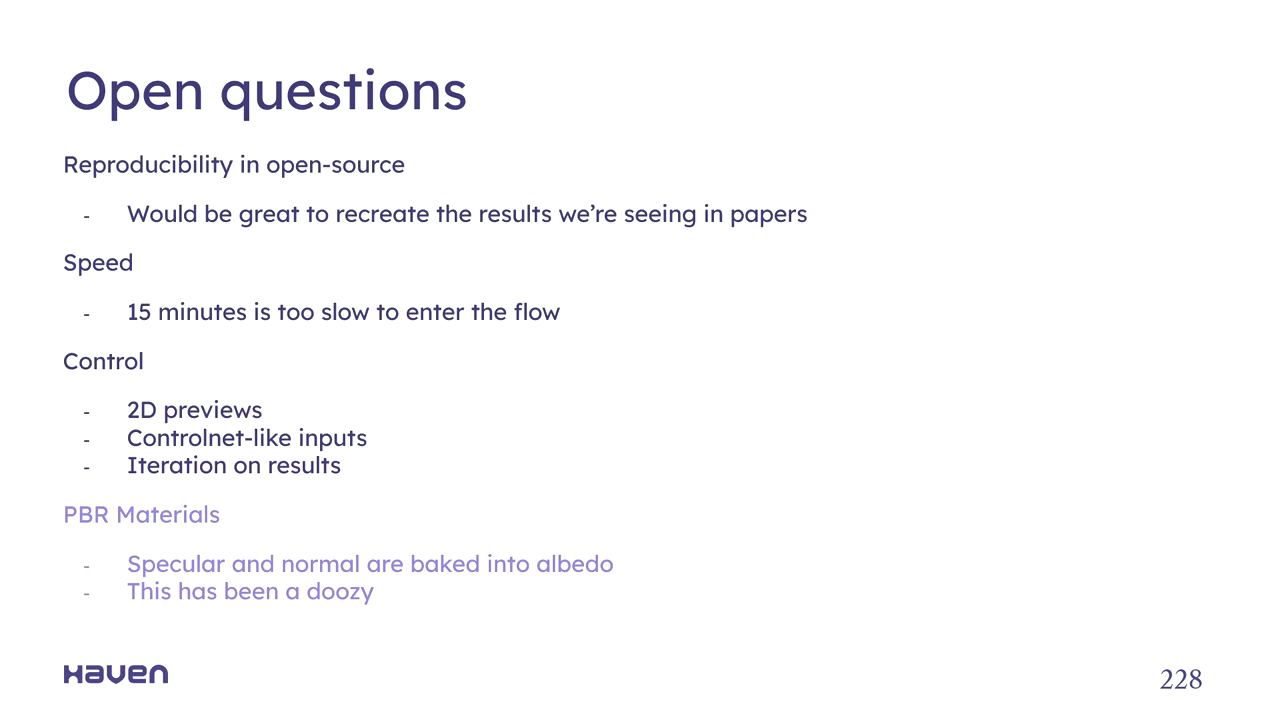 Open questions
Reproducibility in open-source
- Would be great to recreate the results we’re seeing in papers
Speed
- 15 minutes is too slow to enter the flow
Control
- 2D previews
- Controlnet-like inputs
- Iteration on results
PBR Materials
- Specular and normal are baked into albedo
- This has been a doozy
Haven
228